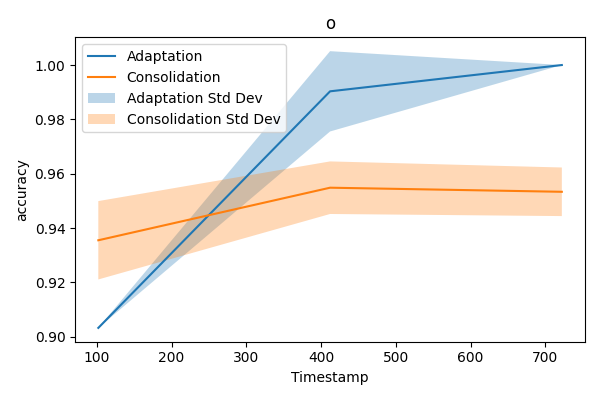 o
Adaptation
Consolidation
Adaptation Std Dev
Consolidation Std Dev
accuracy
1.00
0.98
0.96
0.94
0.92
0.90
100 200 300 400 500 600 700
Timestamp